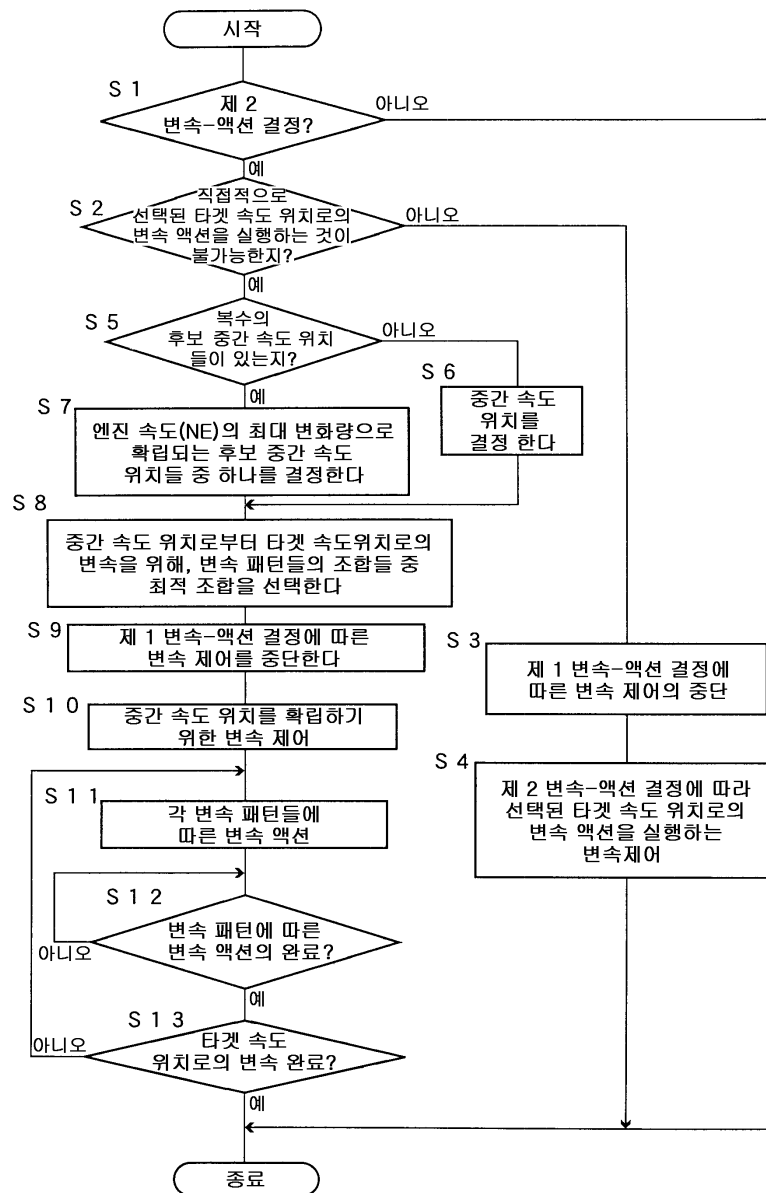 시작
S 1
제 2
변속-액션 결정?
아니오
예
S 2
직접적으로
선택된 타겟 속도 위치로의
변속 액션을 실행하는 것이
불가능한지?
아니오
예
S 5
복수의
후보 중간 속도 위치
들이 있는지?
아니오
예
S 6
중간 속도
위치를
결정 한다
S 7
엔진 속도(NE)의 최대 변화량으로
확립되는 후보 중간 속도
위치들 중 하나를 결정한다
S 8
중간 속도 위치로부터 타겟 속도위치로의
변속을 위해, 변속 패턴들의 조합들 중
최적 조합을 선택한다
S 9
제 1 변속-액션 결정에 따른
변속 제어를 중단한다
S 3
제 1 변속-액션 결정에
따른 변속 제어의 중단
S 1 0
중간 속도 위치를 확립하기
위한 변속 제어
S 4
제 2 변속-액션 결정에 따라
선택된 타겟 속도 위치로의
변속 액션을 실행하는
변속제어
S 1 1
각 변속 패턴들에
따른 변속 액션
S 1 2
변속 패턴에 따른
변속 액션의 완료?
아니오
예
S 1 3
타겟 속도
위치로의 변속 완료?
아니오
예
종료